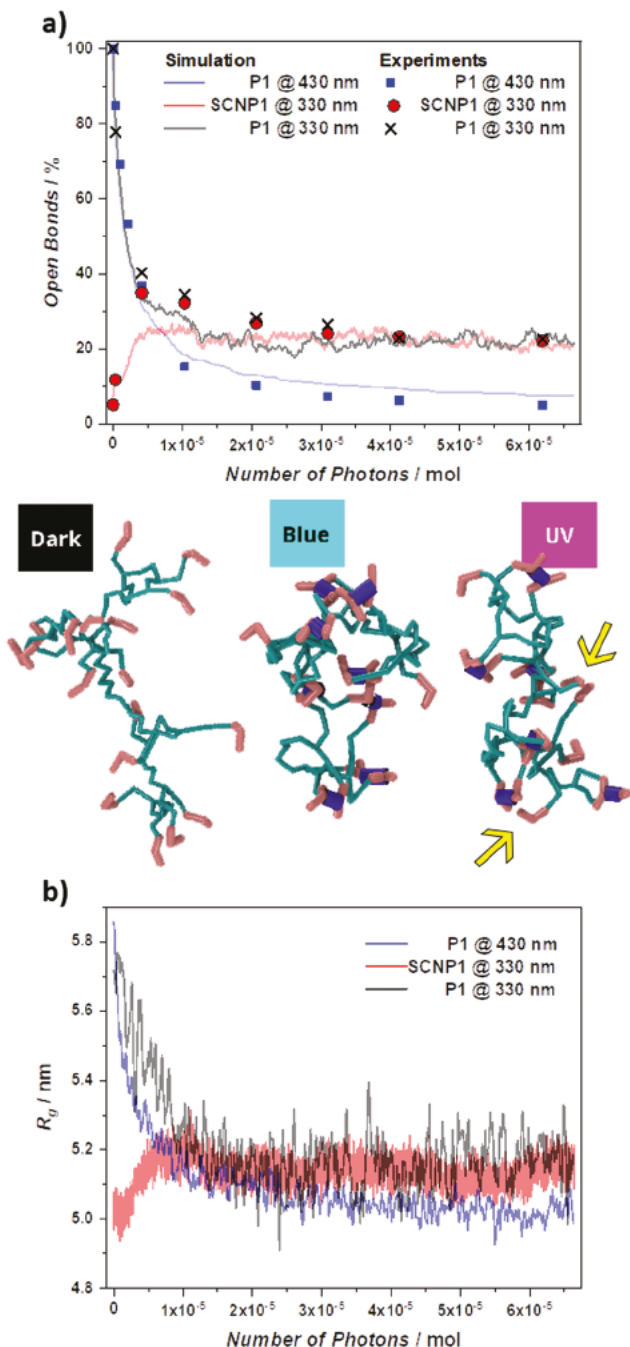 a)
Simulation Experiments
P1 @ 430 nm P1 @ 430 nm
SCNP1 @ 330 nm SCNP1 @ 330 nm
P1 @ 330 nm P1 @ 330 nm
100
80
60
40
20
0
Open Bonds / %
0 1x10⁻⁵ 2x10⁻⁵ 3x10⁻⁵ 4x10⁻⁵ 5x10⁻⁵ 6x10⁻⁵
Number of Photons / mol
Dark Blue UV
b)
P1 @ 430 nm
SCNP1 @ 330 nm
P1 @ 330 nm
5.8
5.6
5.4
5.2
5.0
4.8
Rg / nm
0 1x10⁻⁵ 2x10⁻⁵ 3x10⁻⁵ 4x10⁻⁵ 5x10⁻⁵ 6x10⁻⁵
Number of Photons / mol